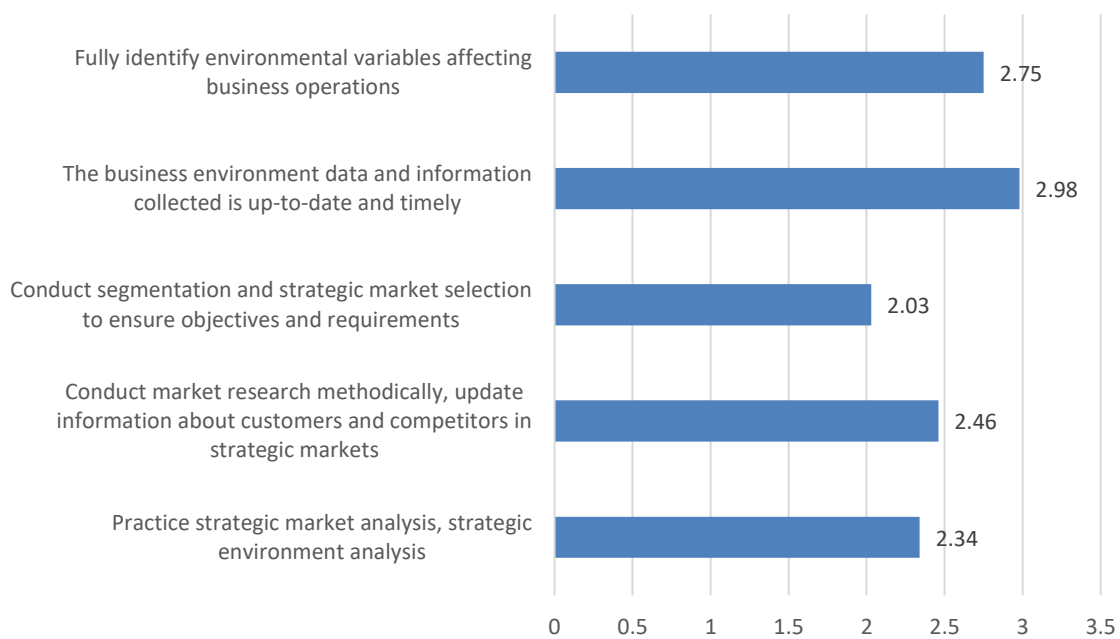 Fully identify environmental variables affecting
business operations
2.75
The business environment data and information
collected is up-to-date and timely
2.98
Conduct segmentation and strategic market selection
to ensure objectives and requirements
2.03
Conduct market research methodically, update
information about customers and competitors in
strategic markets
2.46
Practice strategic market analysis, strategic
environment analysis
2.34
0 0.5 1 1.5 2 2.5 3 3.5